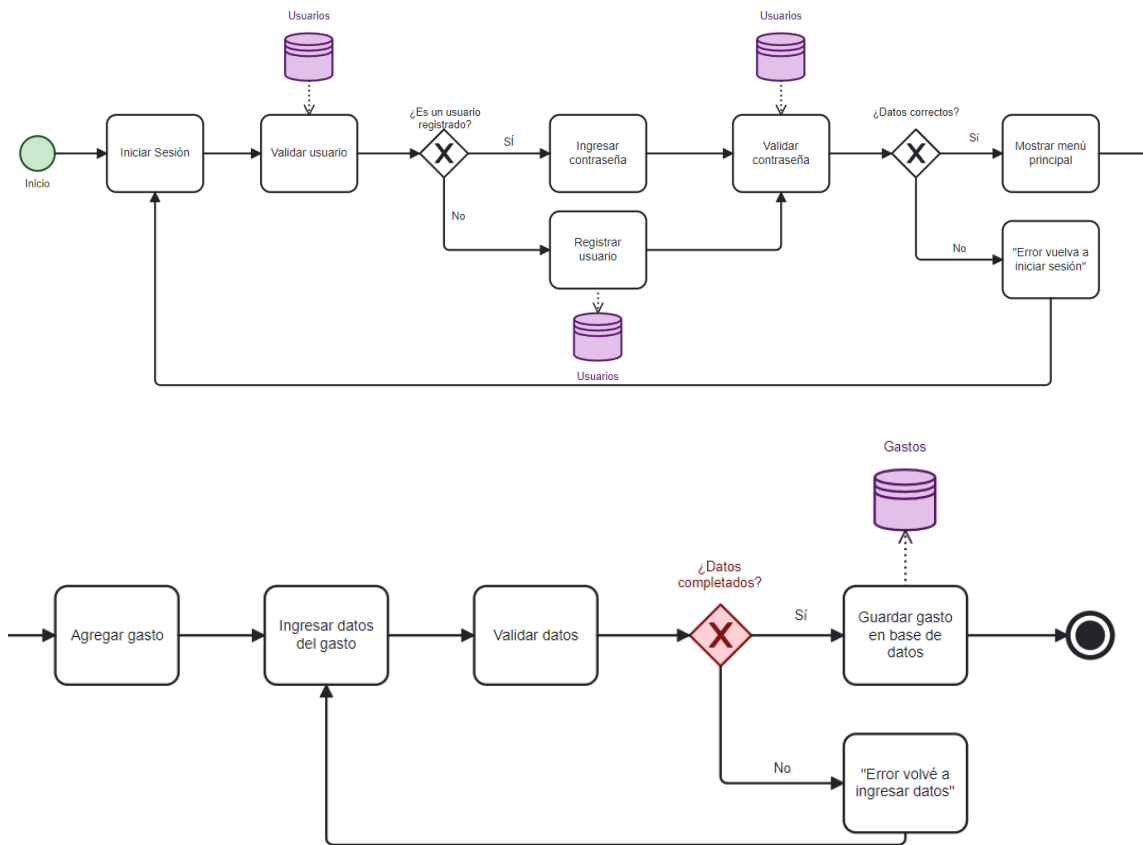 Usuarios
Usuarios
¿Es un usuario
registrado?
¿Datos correctos?
Iniciar Sesión
Validar usuario
SÍ
Ingresar
contraseña
Validar
contraseña
Sí
Mostrar menú
principal
Inicio
No
Registrar
usuario
No
"Error vuelva a
iniciar sesión"
Usuarios
Gastos
¿Datos
completados?
Agregar gasto
Ingresar datos
del gasto
Validar datos
Sí
Guardar gasto
en base de
datos
No
"Error volvé a
ingresar datos"